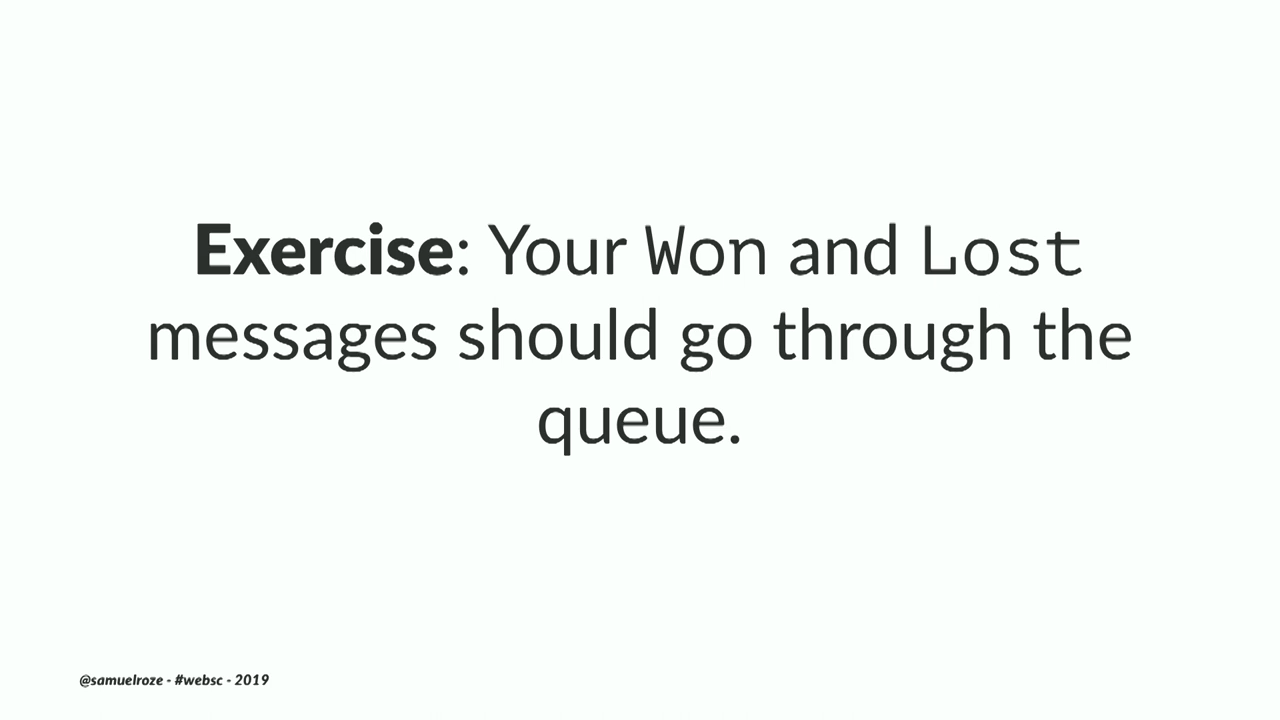 Exercise: Your Won and Lost
messages should go through the
queue.
@samuelroze - #websc - 2019